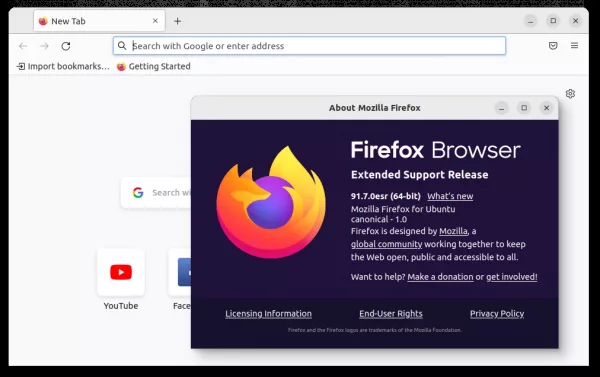 New Tab
Search with Google or enter address
Import bookmarks...
Getting Started
About Mozilla Firefox
Firefox Browser
Extended Support Release
91.7.0esr (64-bit) What's new
Mozilla Firefox for Ubuntu
canonical - 1.0
Firefox is designed by Mozilla, a
global community working together to keep
the Web open, public and accessible to all.
Want to help? Make a donation or get involved!
Licensing Information End-User Rights Privacy Policy
Firefox and the Firefox logos are trademarks of the Mozilla Foundation.
G Search wi
YouTube
Face